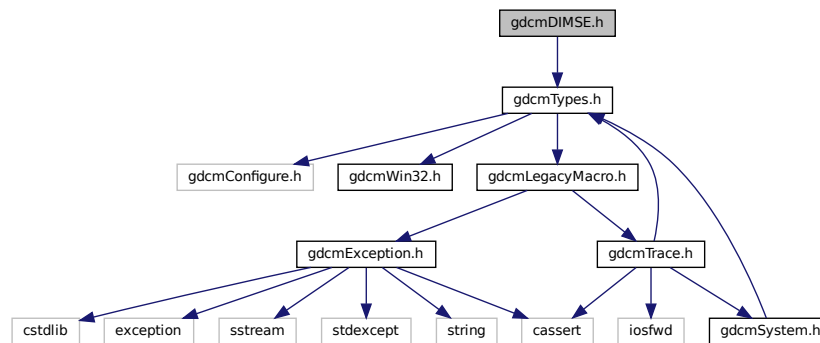 gdcmDIMSE.h
gdcmTypes.h
gdcmConfigure.h
gdcmWin32.h
gdcmLegacyMacro.h
gdcmException.h
gdcmTrace.h
cstdlib
exception
sstream
stdexcept
string
cassert
iosfwd
gdcmSystem.h